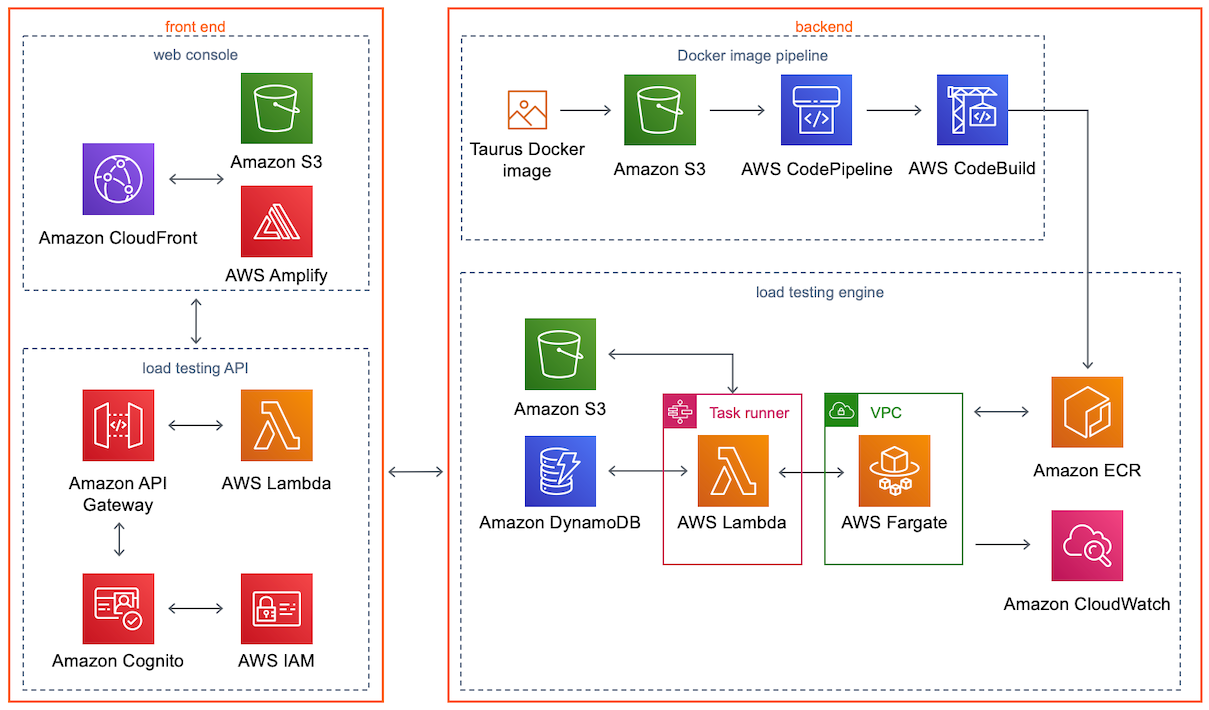 front end
web console
Amazon S3
Amazon CloudFront
AWS Amplify
load testing API
Amazon API
Gateway
AWS Lambda
Amazon Cognito
AWS IAM
backend
Docker image pipeline
Taurus Docker
image
Amazon S3
AWS CodePipeline
AWS CodeBuild
load testing engine
Amazon S3
Task runner
VPC
Amazon ECR
Amazon DynamoDB
AWS Lambda
AWS Fargate
Amazon CloudWatch